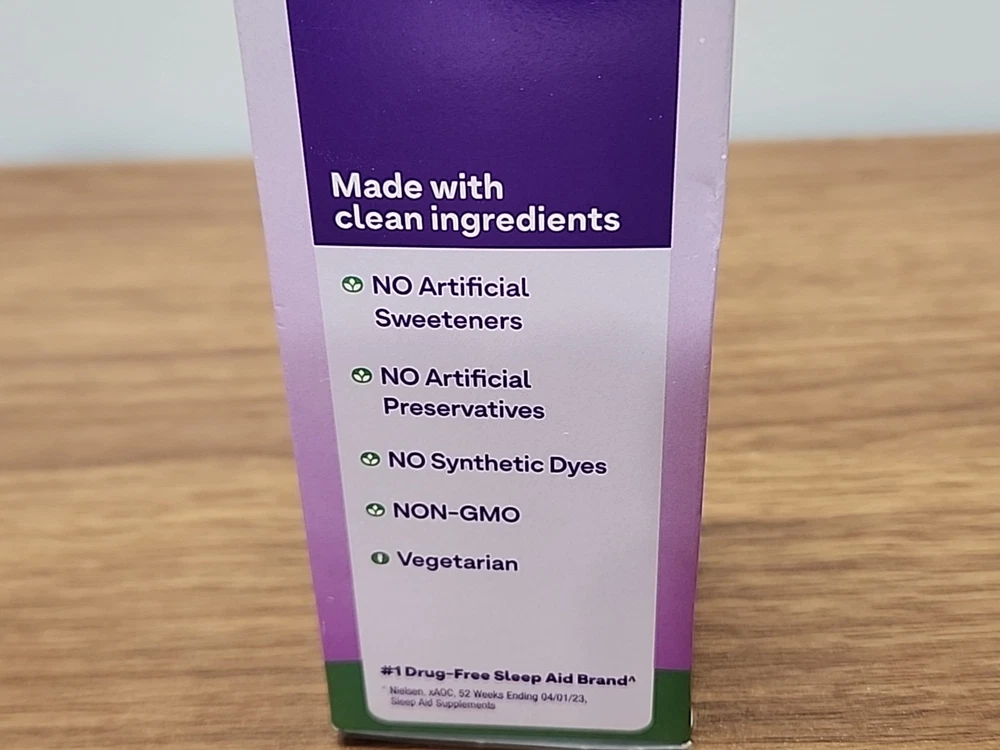 Made with
clean ingredients
NO Artificial
Sweeteners
NO Artificial
Preservatives
NO Synthetic Dyes
NON-GMO
Vegetarian
#1 Drug-Free Sleep Aid Brand^
^ Nielsen, xAOC, 52 Weeks Ending 04/01/23,
Sleep Aid Supplements